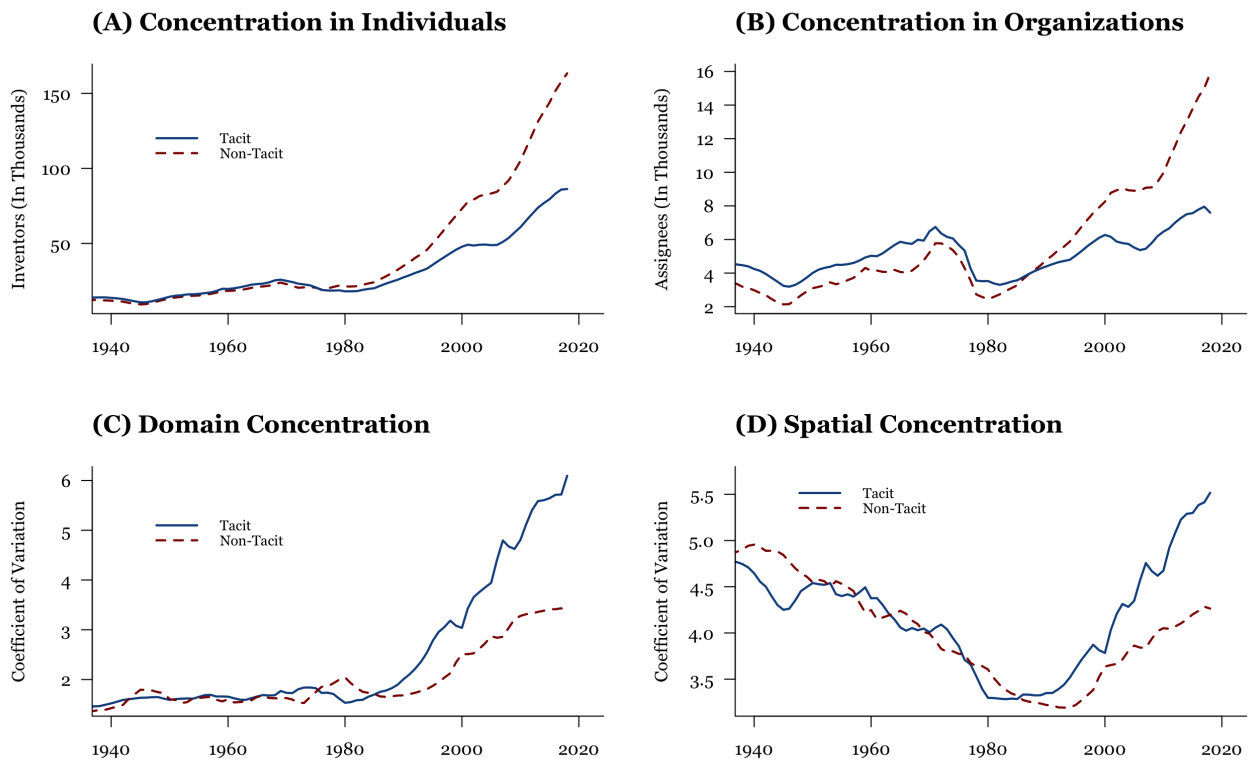 (A) Concentration in Individuals
Inventors (In Thousands)
150
100
50
Tacit
Non-Tacit
1940 1960 1980 2000 2020
(B) Concentration in Organizations
Assignees (In Thousands)
16
14
12
10
8
6
4
2
1940 1960 1980 2000 2020
(C) Domain Concentration
Coefficient of Variation
6
5
4
3
2
Tacit
Non-Tacit
1940 1960 1980 2000 2020
(D) Spatial Concentration
Coefficient of Variation
5.5
5.0
4.5
4.0
3.5
Tacit
Non-Tacit
1940 1960 1980 2000 2020